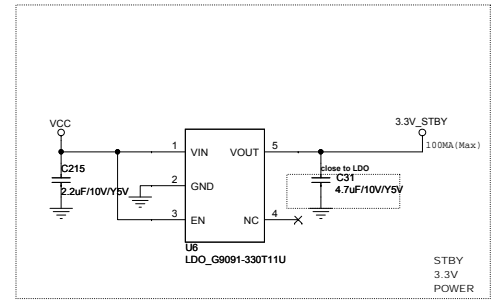 VCC
3.3V_STBY
1 VIN VOUT 5
100MA(Max)
close to LDO
C215
C31
2.2uF/10V/Y5V
2 GND
4.7uF/10V/Y5V
3 EN NC 4
U6
LDO_G9091-330T11U
STBY
3.3V
POWER